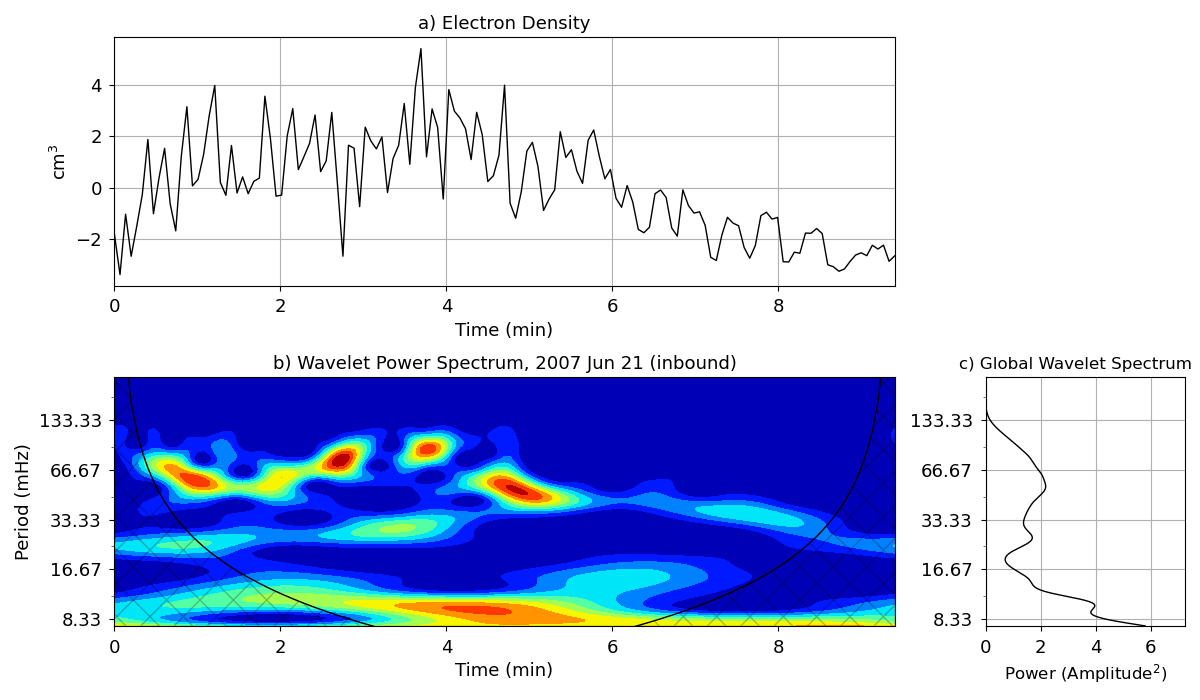 a) Electron Density
cm³
4
2
0
−2
0 2 4 6 8
Time (min)
b) Wavelet Power Spectrum, 2007 Jun 21 (inbound)
Period (mHz)
133.33
66.67
33.33
16.67
8.33
0 2 4 6 8
Time (min)
c) Global Wavelet Spectrum
133.33
66.67
33.33
16.67
8.33
0 2 4 6
Power (Amplitude²)